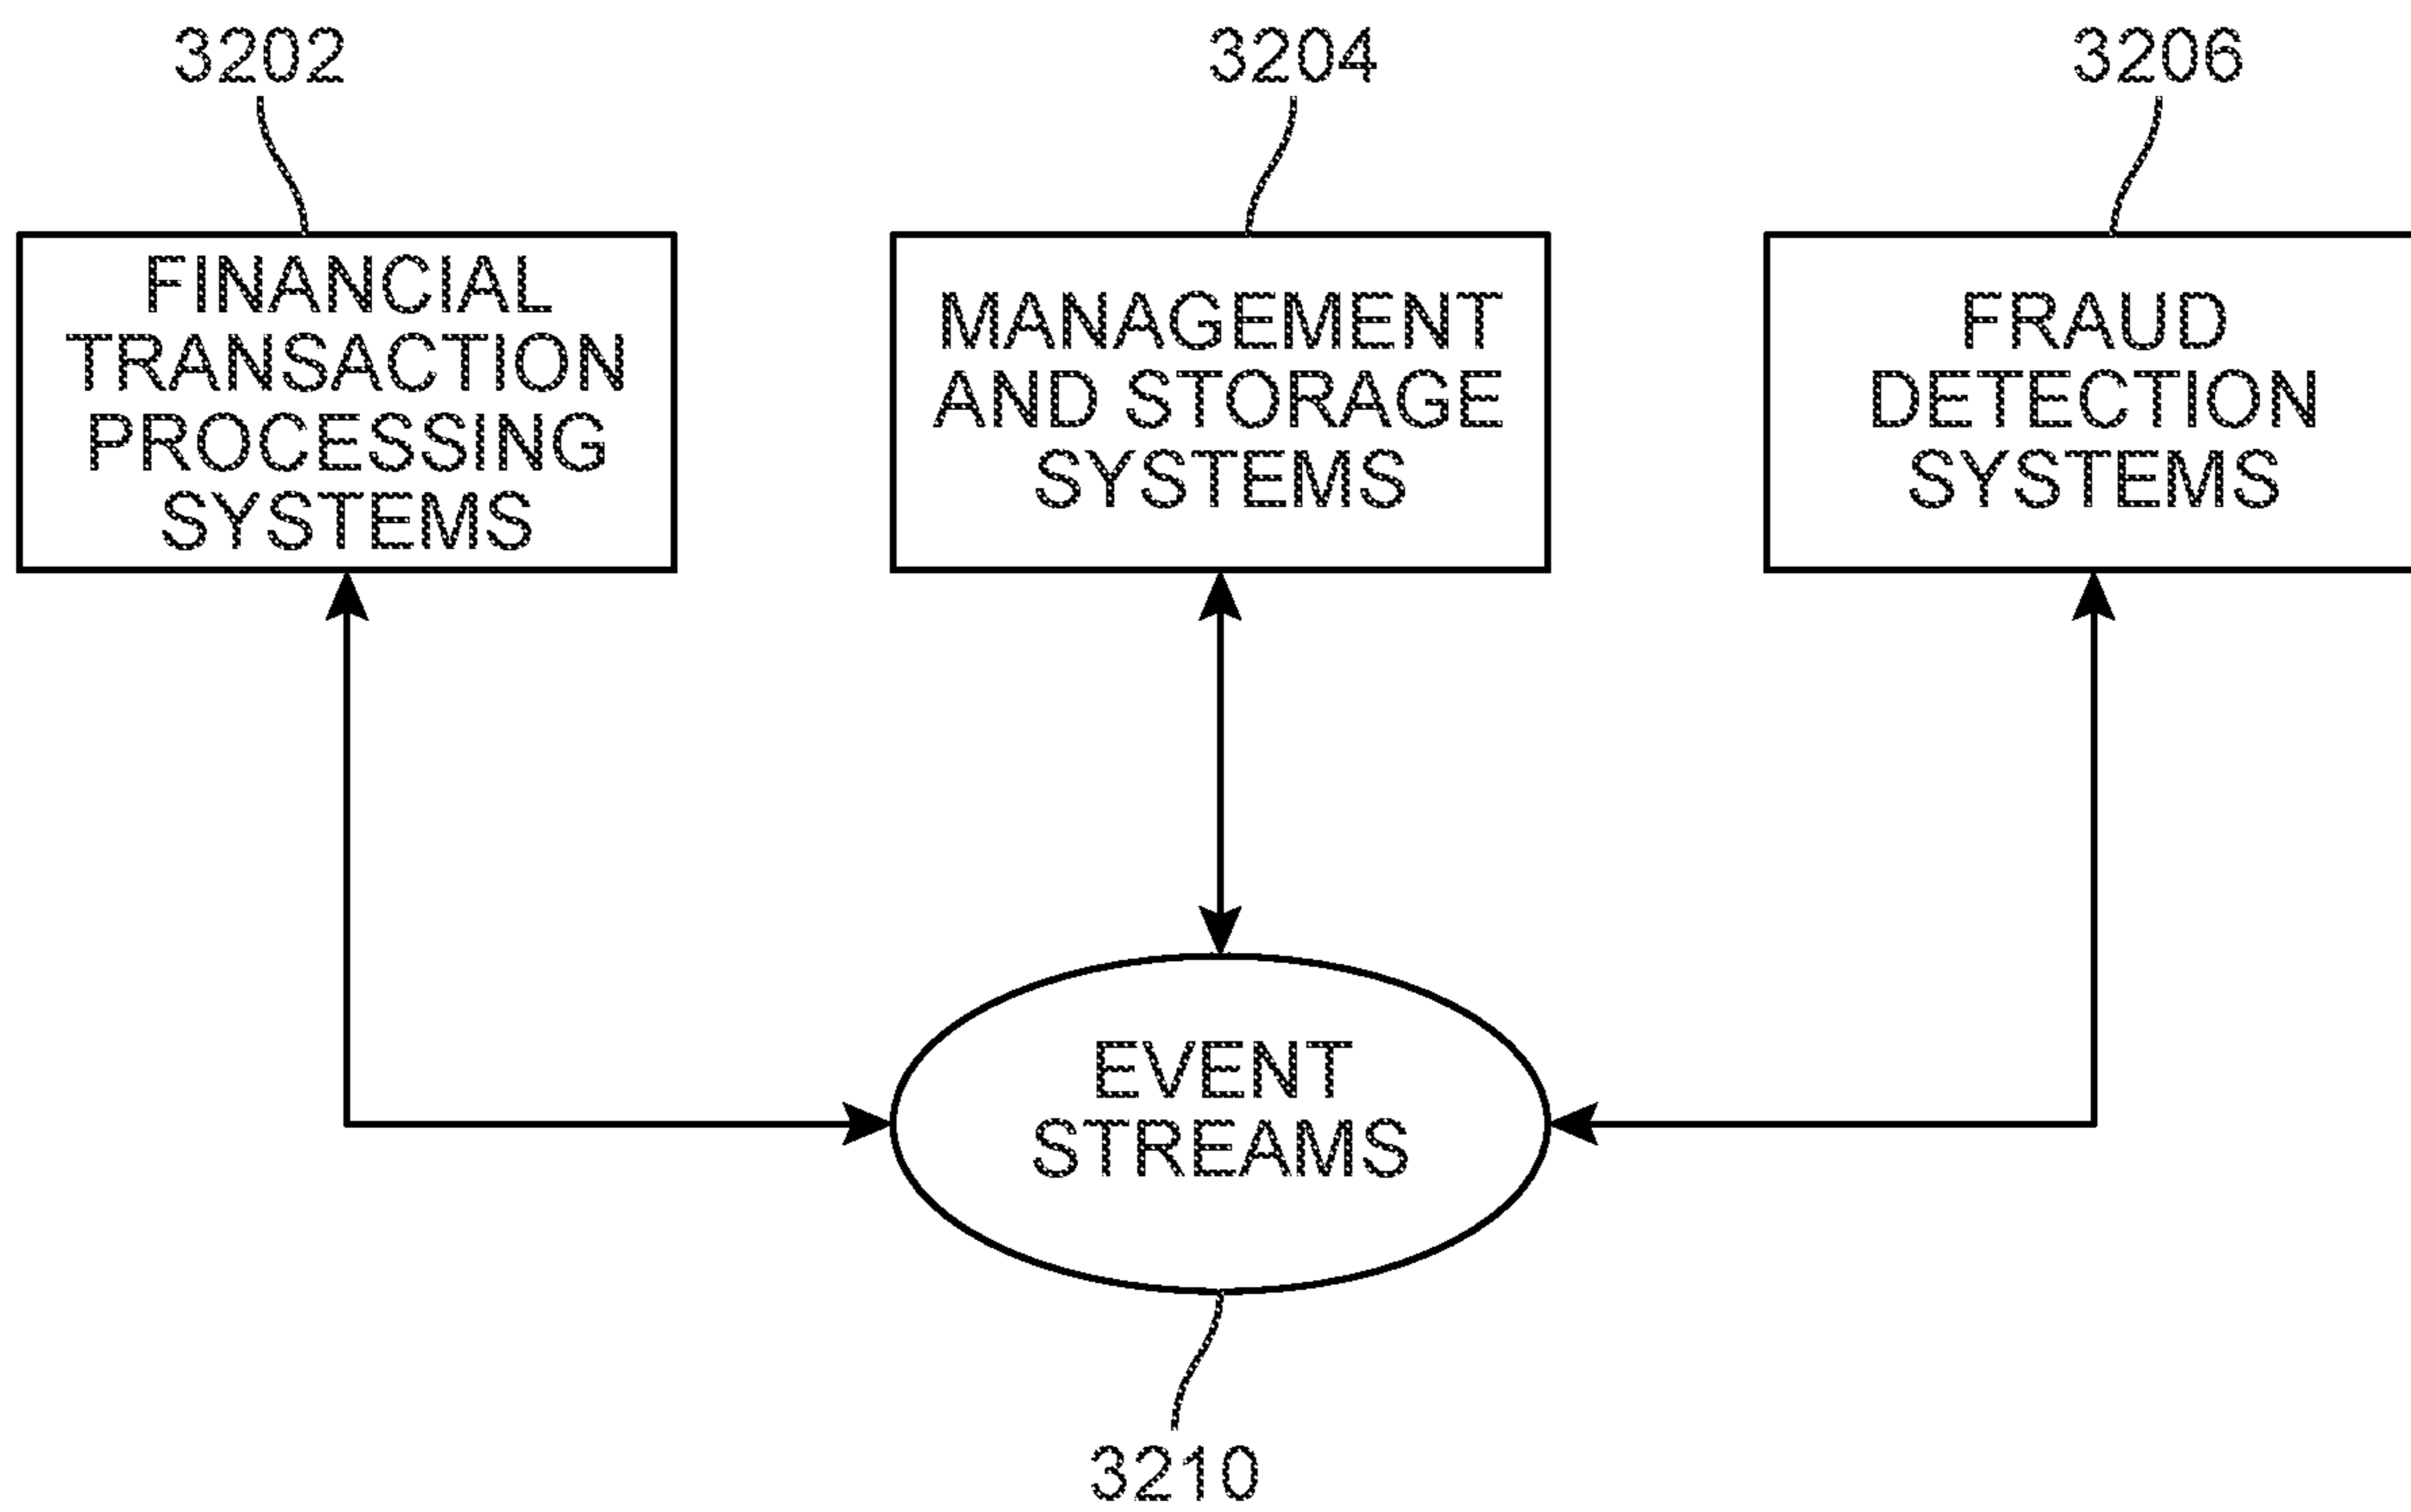 3202
3204
3206
FINANCIAL
TRANSACTION
PROCESSING
SYSTEMS
MANAGEMENT
AND STORAGE
SYSTEMS
FRAUD
DETECTION
SYSTEMS
EVENT
STREAMS
3210